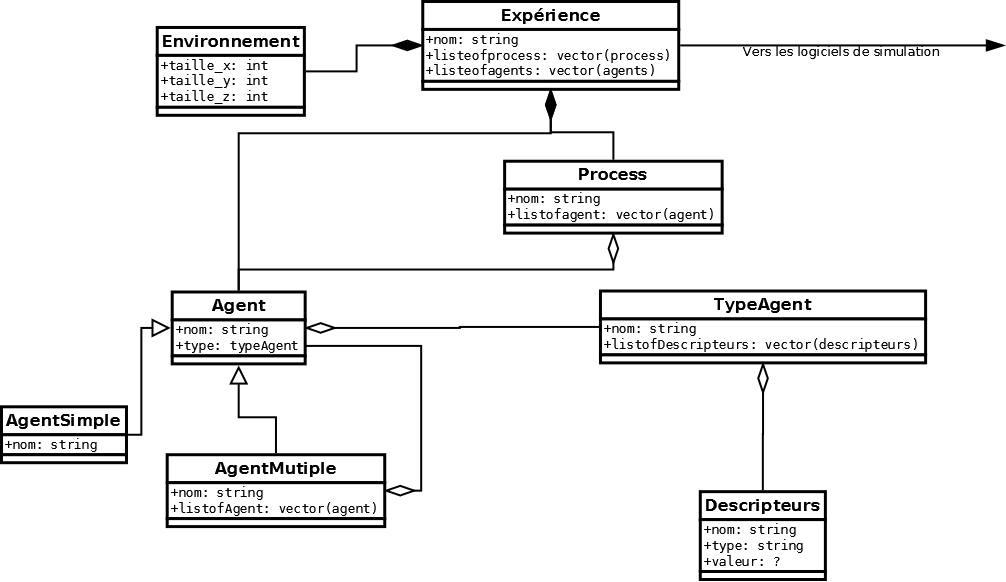 Expérience
+nom: string
+listeofprocess: vector(process)
+listeofagents: vector(agents)
Environnement
+taille_x: int
+taille_y: int
+taille_z: int
Vers les logiciels de simulation
Process
+nom: string
+listofagent: vector(agent)
Agent
+nom: string
+type: typeAgent
TypeAgent
+nom: string
+listofDescripteurs: vector(descripteurs)
AgentSimple
+nom: string
AgentMutiple
+nom: string
+listofAgent: vector(agent)
Descripteurs
+nom: string
+type: string
+valeur: ?